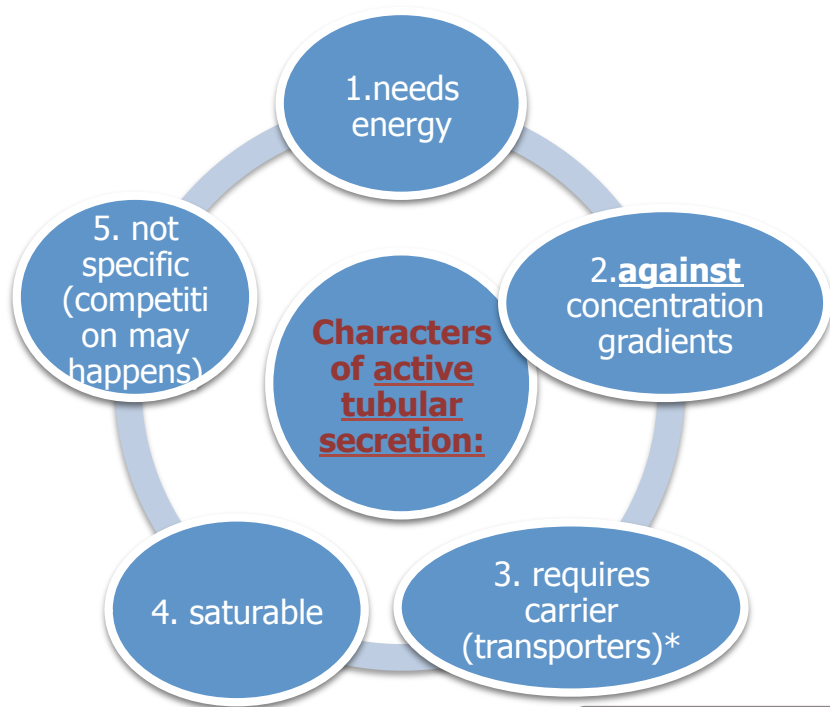 1.needs
energy
2.against
concentration
gradients
3. requires
carrier
(transporters)*
4. saturable
5. not
specific
(competiti
on may
happens)
Characters
of active
tubular
secretion: